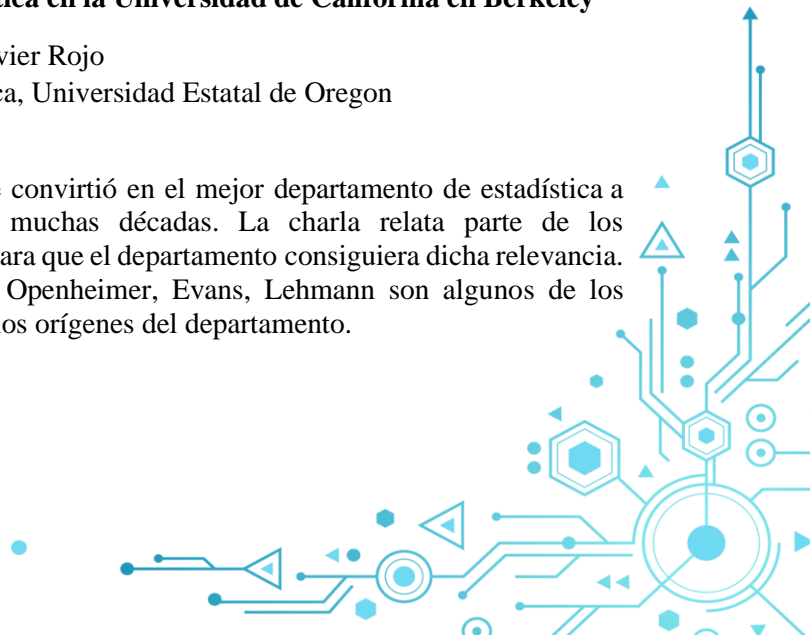 tica en la Universidad de California en Berkeley
vier Rojo
ca, Universidad Estatal de Oregon
convirtió en el mejor departamento de estadística a
muchas décadas. La charla relata parte de los
ara que el departamento consiguiera dicha relevancia.
Openheimer, Evans, Lehmann son algunos de los
los orígenes del departamento.